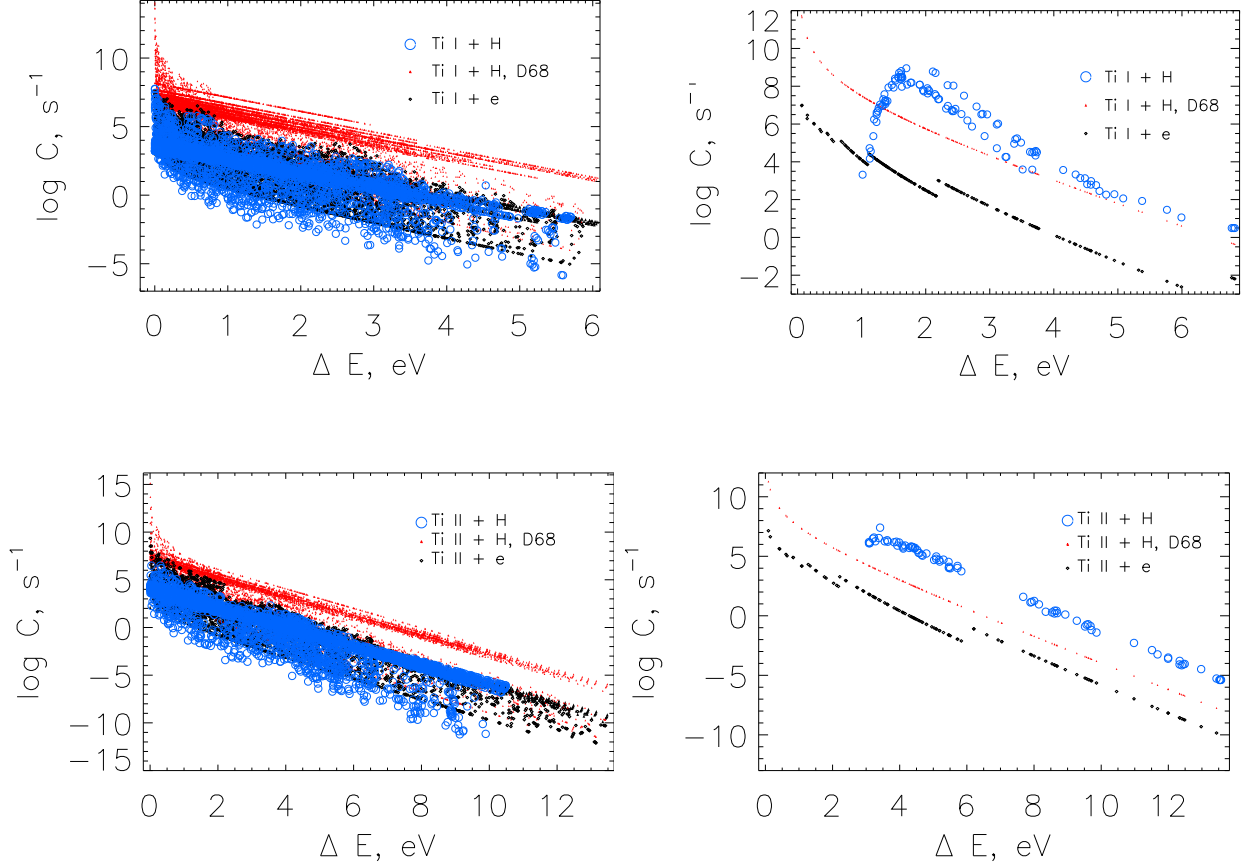 Ti I + H
Ti I + H, D68
Ti I + e
10
5
0
−5
log C, s⁻¹
0 1 2 3 4 5 6
Δ E, eV
Ti I + H
Ti I + H, D68
Ti I + e
12
10
8
6
4
2
0
−2
log C, s⁻¹
0 1 2 3 4 5 6
Δ E, eV
Ti II + H
Ti II + H, D68
Ti II + e
15
10
5
0
−5
−10
−15
log C, s⁻¹
0 2 4 6 8 10 12
Δ E, eV
Ti II + H
Ti II + H, D68
Ti II + e
10
5
0
−5
−10
log C, s⁻¹
0 2 4 6 8 10 12
Δ E, eV